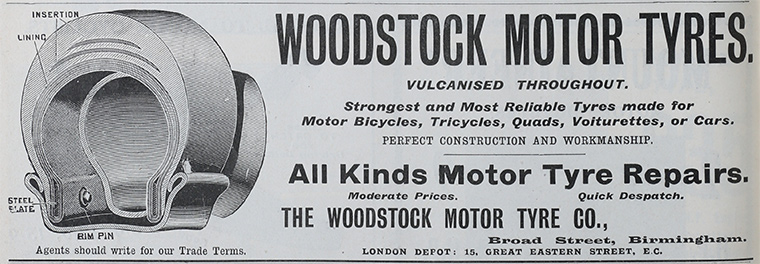 INSERTION
LINING
STEEL
PLATE
RIM PIN
Agents should write for our Trade Terms.
WOODSTOCK MOTOR TYRES.
VULCANISED THROUGHOUT.
Strongest and Most Reliable Tyres made for
Motor Bicycles, Tricycles, Quads, Voiturettes, or Cars.
PERFECT CONSTRUCTION AND WORKMANSHIP.
All Kinds Motor Tyre Repairs.
Moderate Prices. Quick Despatch.
THE WOODSTOCK MOTOR TYRE CO.,
Broad Street, Birmingham.
LONDON DEPOT: 15, GREAT EASTERN STREET, E.C.